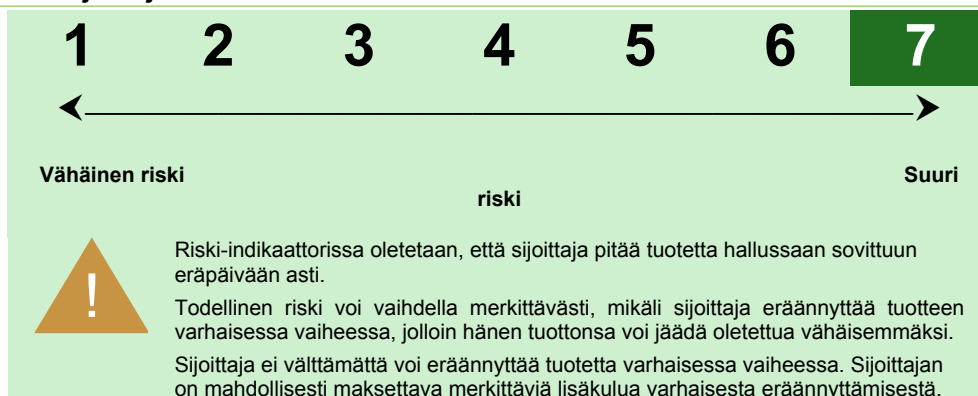 1 2 3 4 5 6 7
Vähäinen riski Suuri
riski
! Riski-indikaattorissa oletetaan, että sijoittaja pitää tuotetta hallussaan sovittuun
eräpäivään asti.
Todellinen riski voi vaihdella merkittävästi, mikäli sijoittaja eräännyttää tuotteen
varhaisessa vaiheessa, jolloin hänen tuottonsa voi jäädä oletettua vähäisemmäksi.
Sijoittaja ei välttämättä voi eräännyttää tuotetta varhaisessa vaiheessa. Sijoittajan
on mahdollisesti maksettava merkittäviä lisäkulua varhaisesta eräännyttämisestä.